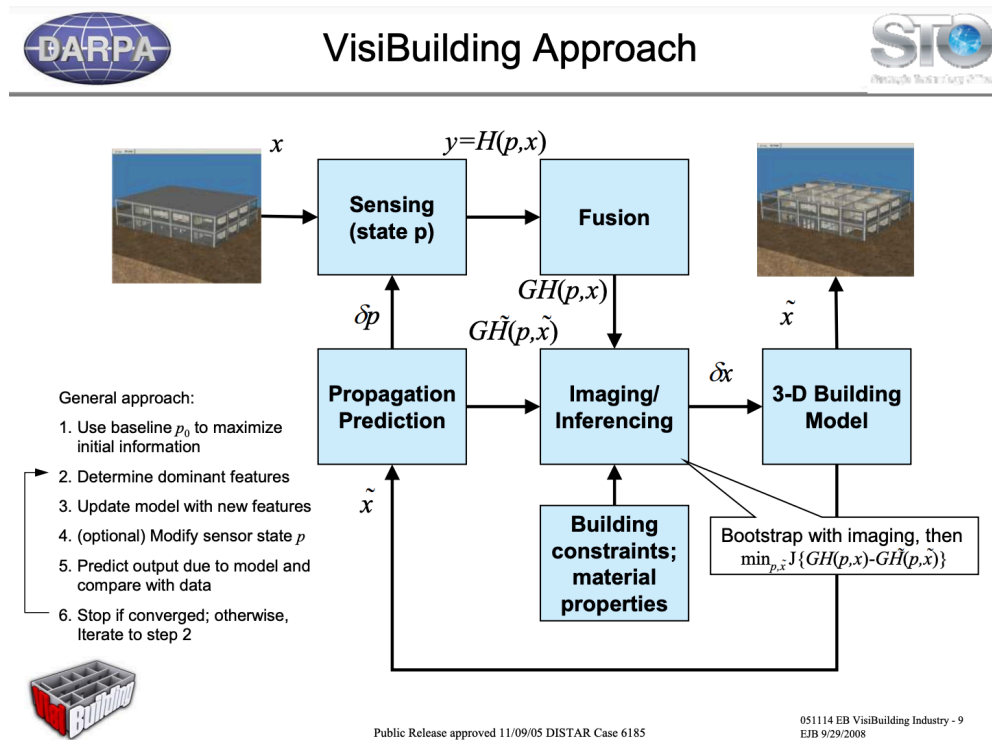 DARPA
VisiBuilding Approach
STO
x
y=H(p,x)
Sensing
(state p)
Fusion
GH(p,x)
δp
GH̃(p,x̃)
x̃
Propagation
Prediction
Imaging/
Inferencing
δx
3-D Building
Model
x̃
Building
constraints;
material
properties
Bootstrap with imaging, then
min_{p,x̃} J{GH(p,x)-GH̃(p,x̃)}
General approach:
1. Use baseline p₀ to maximize
initial information
2. Determine dominant features
3. Update model with new features
4. (optional) Modify sensor state p
5. Predict output due to model and
compare with data
6. Stop if converged; otherwise,
Iterate to step 2
Visi Building
Public Release approved 11/09/05 DISTAR Case 6185
051114 EB VisiBuilding Industry - 9
EJB 9/29/2008